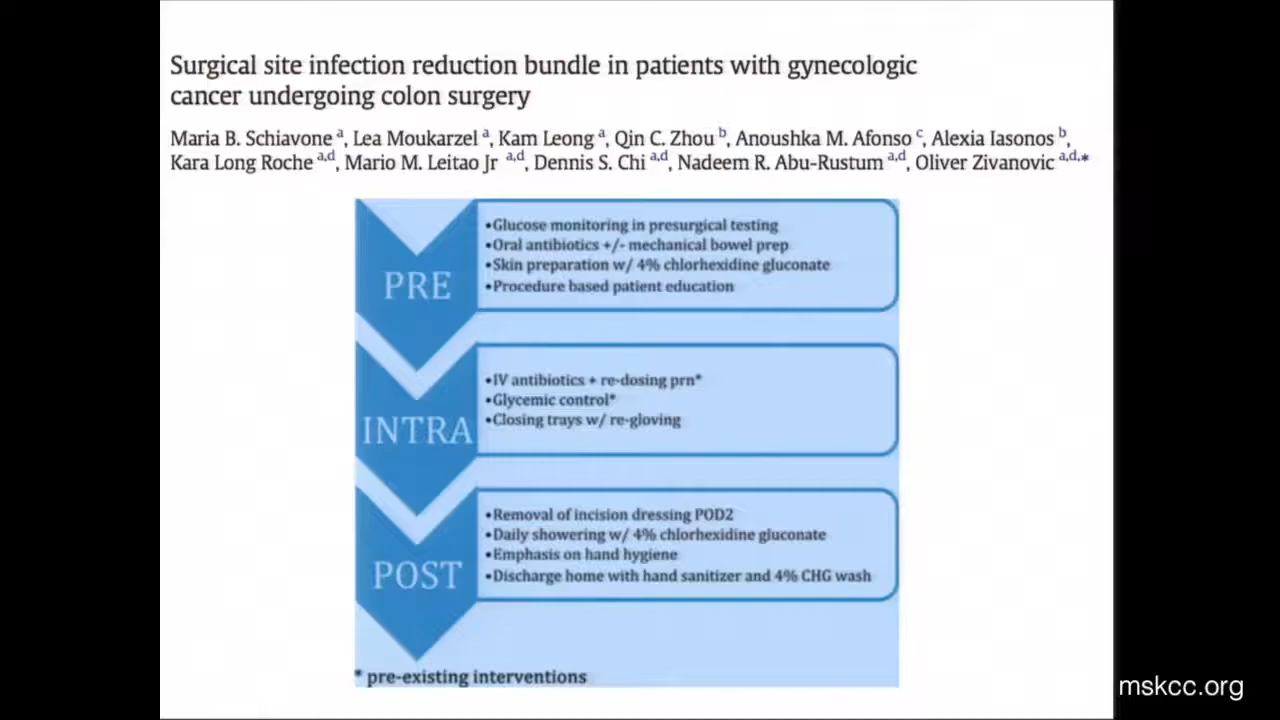 Surgical site infection reduction bundle in patients with gynecologic
cancer undergoing colon surgery
Maria B. Schiavone a, Lea Moukarzel a, Kam Leong a, Qin C. Zhou b, Anoushka M. Afonso c, Alexia Iasonos b,
Kara Long Roche a,d, Mario M. Leitao Jr a,d, Dennis S. Chi a,d, Nadeem R. Abu-Rustum a,d, Oliver Zivanovic a,d,*
PRE
•Glucose monitoring in presurgical testing
•Oral antibiotics +/- mechanical bowel prep
•Skin preparation w/ 4% chlorhexidine gluconate
•Procedure based patient education
INTRA
•IV antibiotics + re-dosing prn*
•Glycemic control*
•Closing trays w/ re-gloving
POST
•Removal of incision dressing POD2
•Daily showering w/ 4% chlorhexidine gluconate
•Emphasis on hand hygiene
•Discharge home with hand sanitizer and 4% CHG wash
* pre-existing interventions
mskcc.org